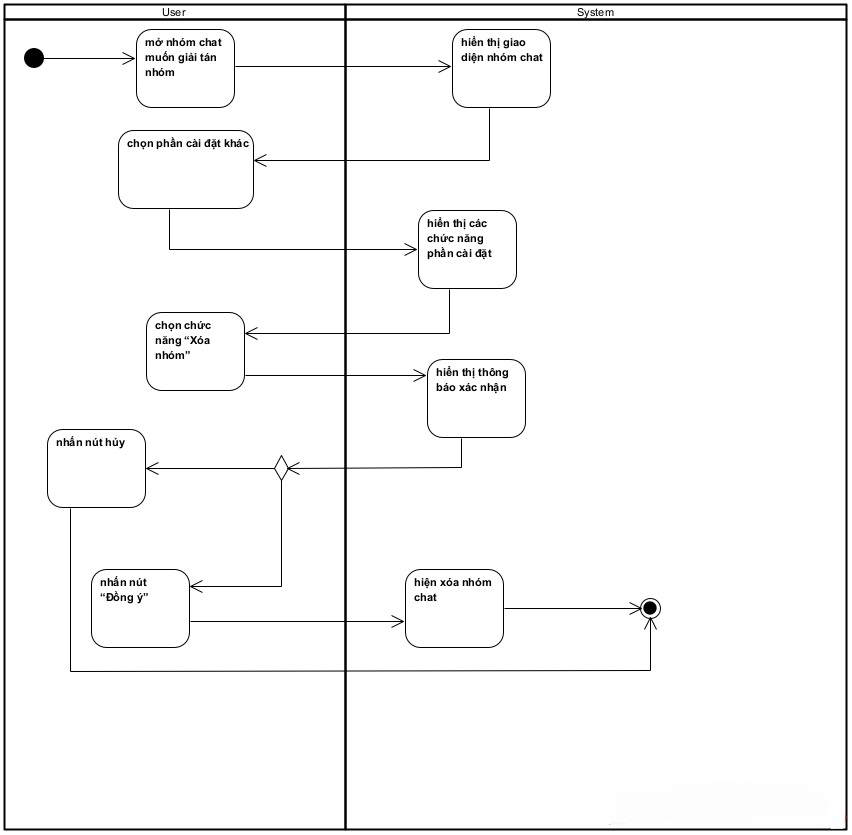 User
System
mở nhóm chat
muốn giải tán
nhóm
hiển thị giao
diện nhóm chat
chọn phần cài đặt khác
hiển thị các
chức năng
phần cài đặt
chọn chức
năng “Xóa
nhóm”
hiển thị thông
báo xác nhận
nhấn nút hủy
nhấn nút
“Đồng ý”
hiện xóa nhóm
chat